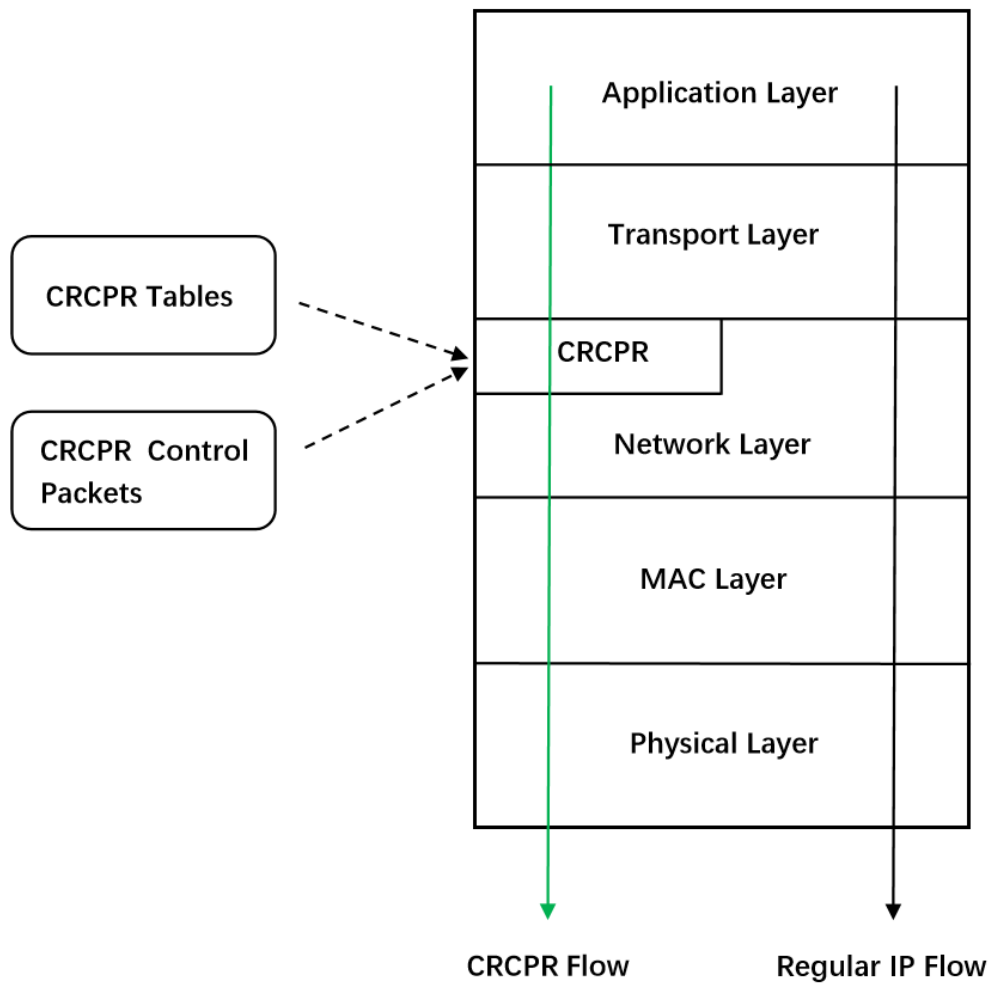 Application Layer
Transport Layer
CRCPR Tables
CRCPR
CRCPR Control
Packets
Network Layer
MAC Layer
Physical Layer
CRCPR Flow
Regular IP Flow